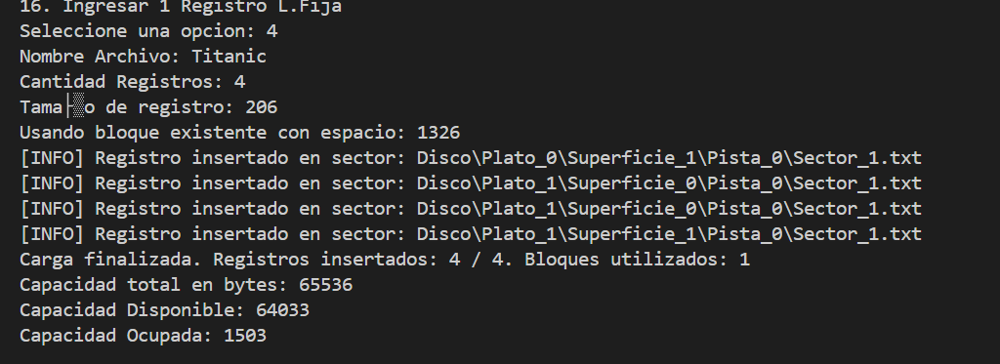 16. Ingresar 1 Registro L.Fija
Seleccione una opcion: 4
Nombre Archivo: Titanic
Cantidad Registros: 4
Tama├▒o de registro: 206
Usando bloque existente con espacio: 1326
[INFO] Registro insertado en sector: Disco\Plato_0\Superficie_1\Pista_0\Sector_1.txt
[INFO] Registro insertado en sector: Disco\Plato_1\Superficie_0\Pista_0\Sector_1.txt
[INFO] Registro insertado en sector: Disco\Plato_1\Superficie_0\Pista_0\Sector_1.txt
[INFO] Registro insertado en sector: Disco\Plato_1\Superficie_1\Pista_0\Sector_1.txt
Carga finalizada. Registros insertados: 4 / 4. Bloques utilizados: 1
Capacidad total en bytes: 65536
Capacidad Disponible: 64033
Capacidad Ocupada: 1503